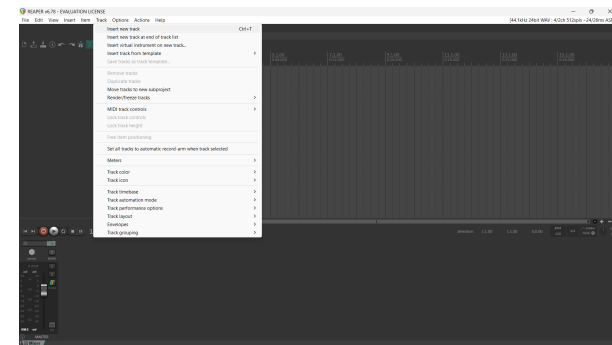 REAPER v6.78 - EVALUATION LICENSE
File Edit View Insert Item Track Options Actions Help
Insert new track Ctrl+T
Insert new track at end of track list
Insert virtual instrument on new track...
Insert track from template
Save tracks as track template...
Remove tracks
Duplicate tracks
Move tracks to new subproject
Render/freeze tracks
MIDI track controls
Lock track controls
Lock track height
Free item positioning
Set all tracks to automatic record-arm when track selected
Meters
Track color
Track icon
Track timebase
Track automation mode
Track performance options
Track layout
Envelopes
Track grouping
Selection:
MASTER